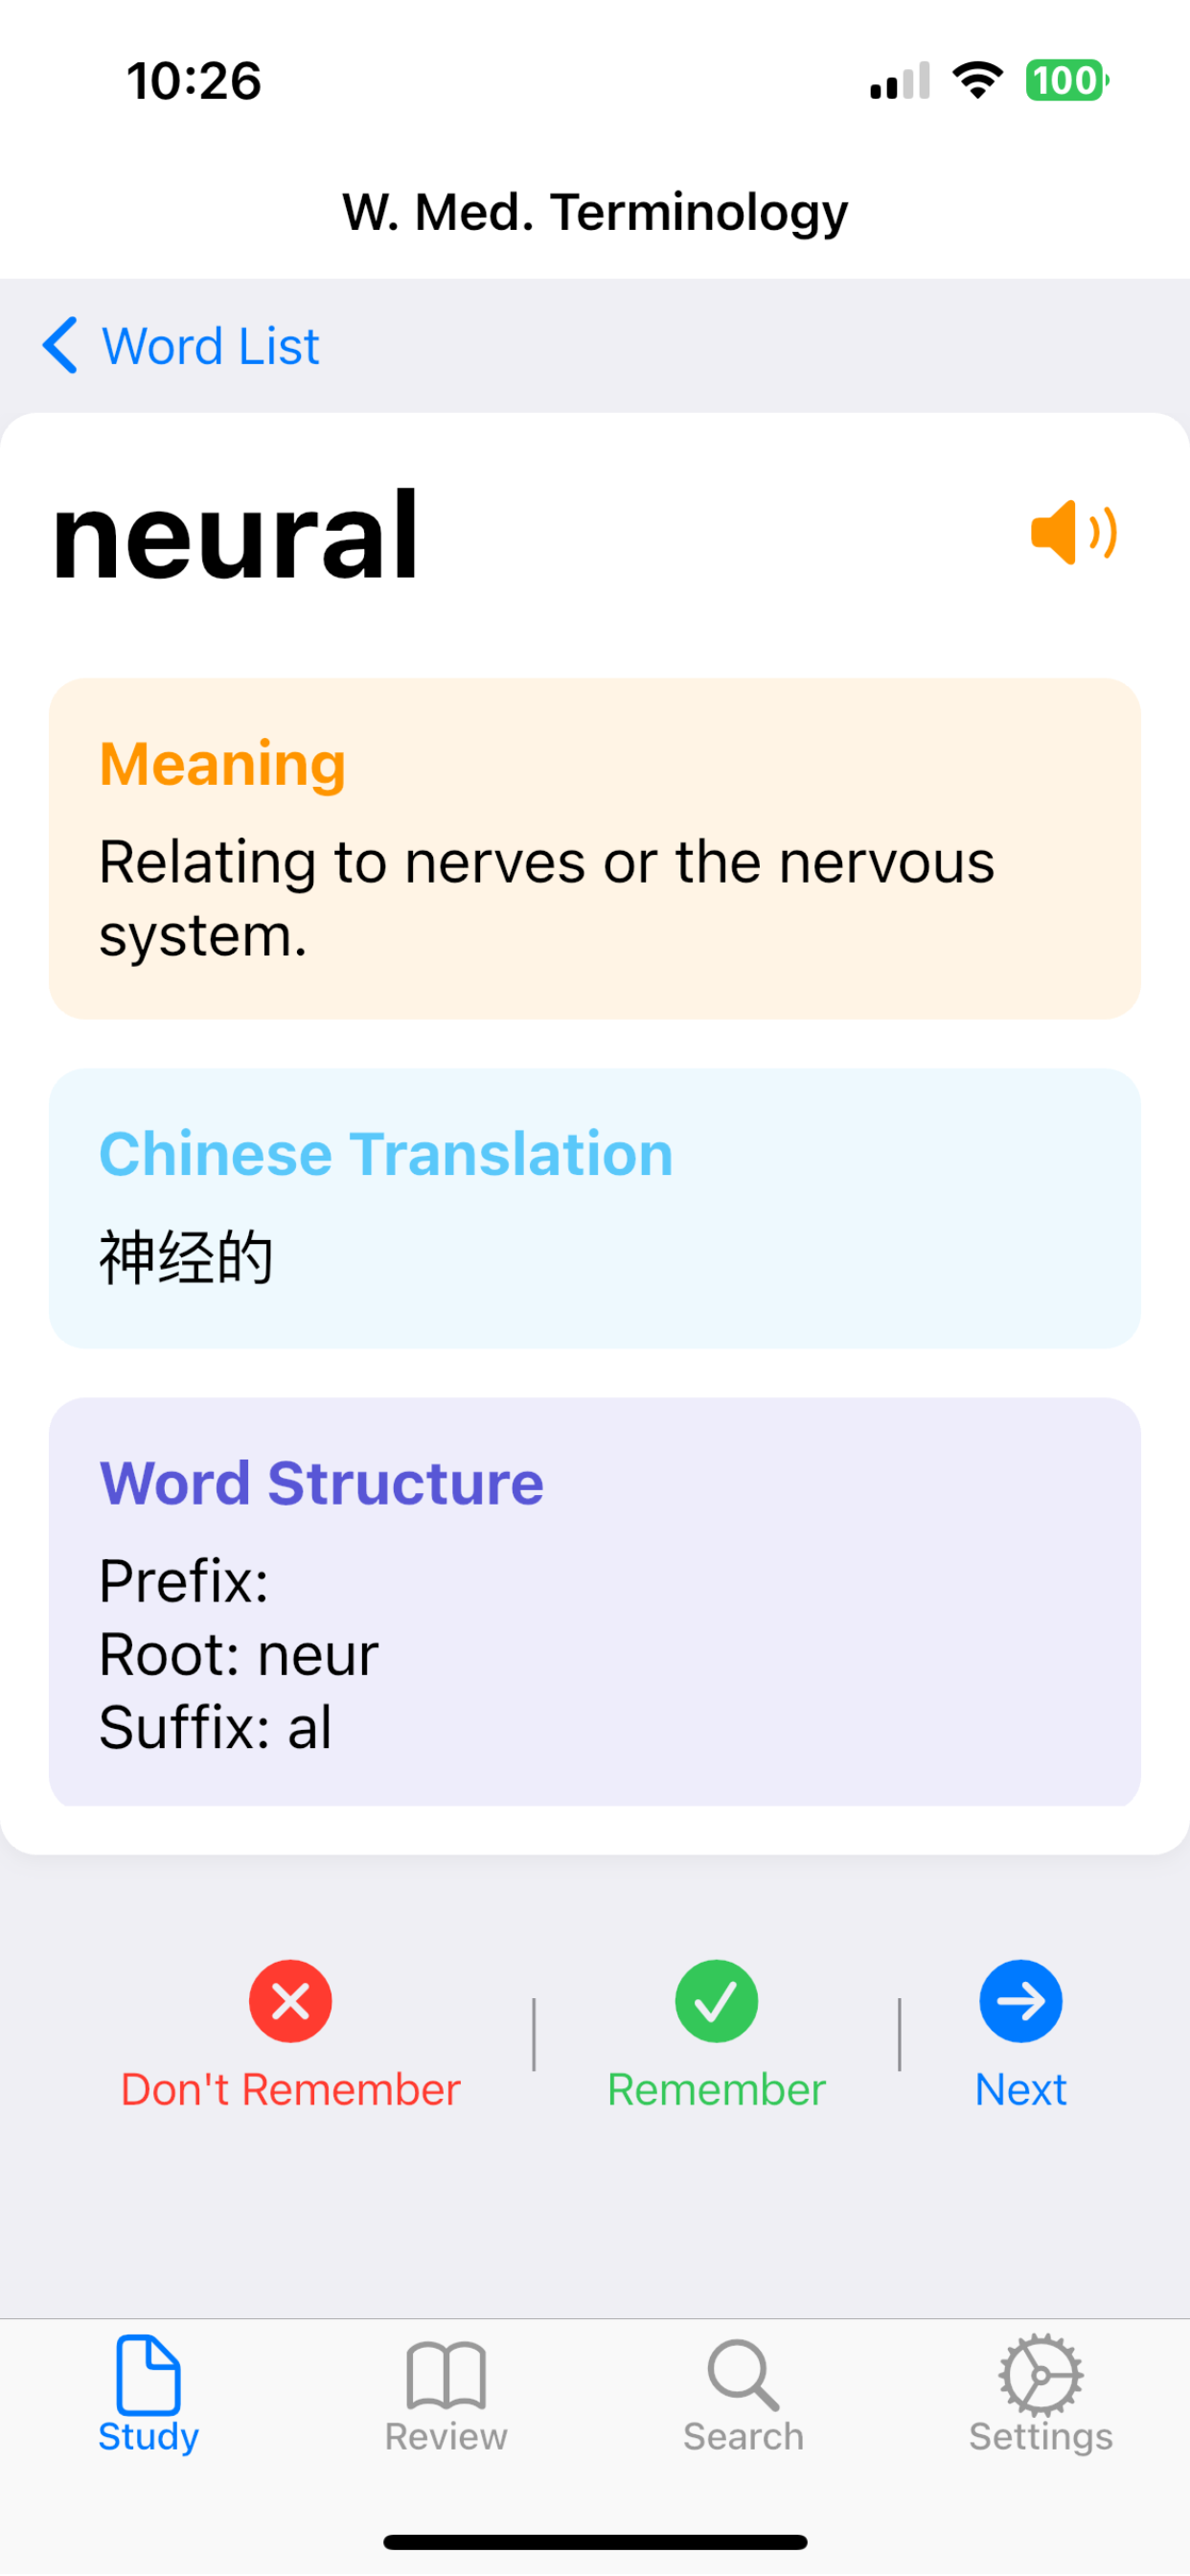 10:26
100
W. Med. Terminology
Word List
neural
Meaning
Relating to nerves or the nervous
system.
Chinese Translation
神经的
Word Structure
Prefix:
Root: neur
Suffix: al
Don't Remember
Remember
Next
Study
Review
Search
Settings